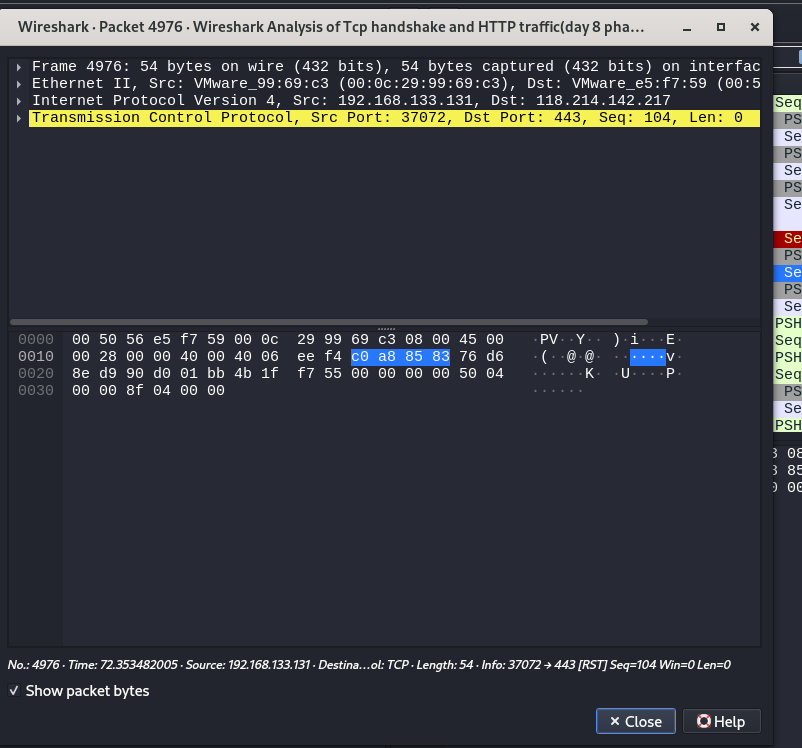 Wireshark · Packet 4976 · Wireshark Analysis of Tcp handshake and HTTP traffic(day 8 pha…
Frame 4976: 54 bytes on wire (432 bits), 54 bytes captured (432 bits) on interfac
Ethernet II, Src: VMware_99:69:c3 (00:0c:29:99:69:c3), Dst: VMware_e5:f7:59 (00:5
Internet Protocol Version 4, Src: 192.168.133.131, Dst: 118.214.142.217
Transmission Control Protocol, Src Port: 37072, Dst Port: 443, Seq: 104, Len: 0
0000 00 50 56 e5 f7 59 00 0c 29 99 69 c3 08 00 45 00 ·PV··Y·· )·i···E·
0010 00 28 00 00 40 00 40 06 ee f4 c0 a8 85 83 76 d6 ·(··@·@· ······v·
0020 8e d9 90 d0 01 bb 4b 1f f7 55 00 00 00 00 50 04 ······K· ·U····P·
0030 00 00 8f 04 00 00 ······
No.: 4976 · Time: 72.353482005 · Source: 192.168.133.131 · Destina…ol: TCP · Length: 54 · Info: 37072 → 443 [RST] Seq=104 Win=0 Len=0
Show packet bytes
Close
Help
Seq
PS
Se
PS
Se
PS
Se
Se
PS
Se
PS
Se
PSH
Seq
PSH
Seq
PS
Se
PSH
08
85
00